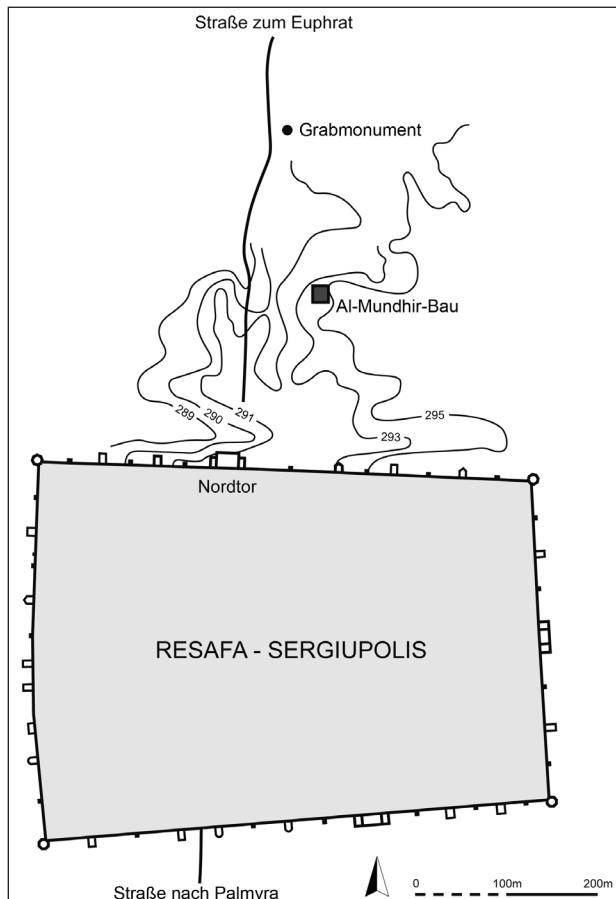 Straße zum Euphrat
Grabmonument
Al-Mundhir-Bau
289
290
291
293
295
Nordtor
RESAFA - SERGIUPOLIS
Straße nach Palmyra
0
100m
200m